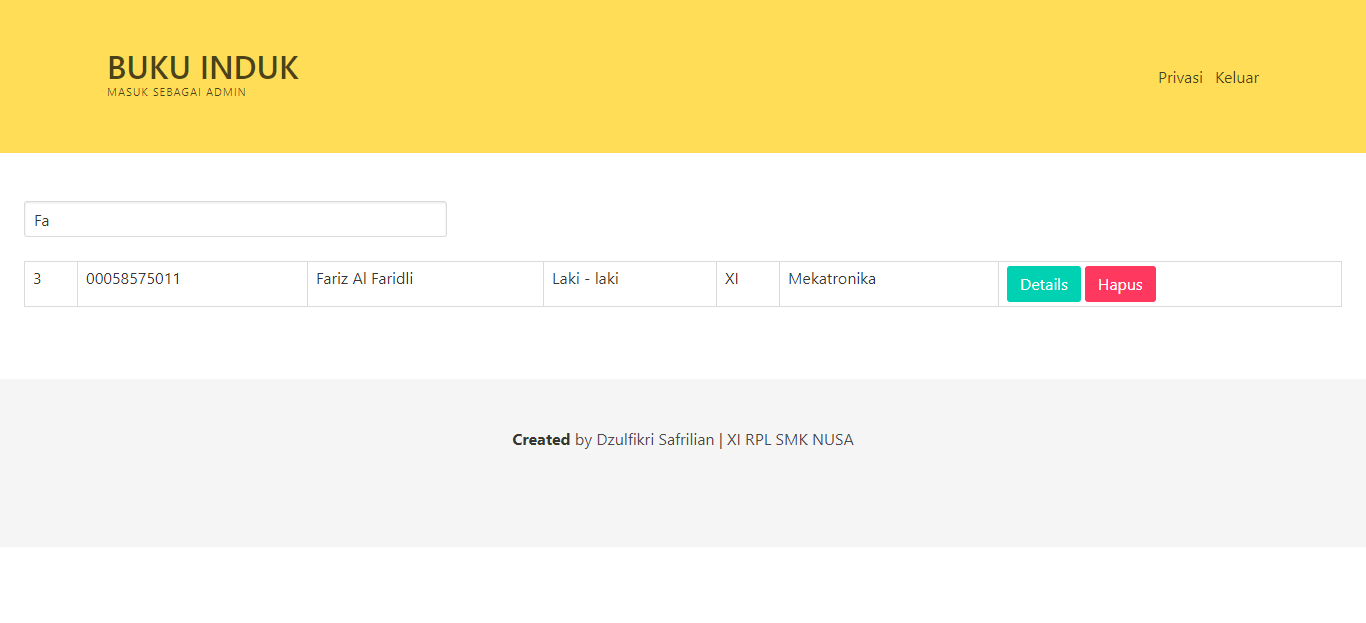 BUKU INDUK
MASUK SEBAGAI ADMIN
Privasi Keluar
Fa
3 00058575011 Fariz Al Faridli Laki - laki XI Mekatronika Details Hapus
Created by Dzulfikri Safrilian | XI RPL SMK NUSA